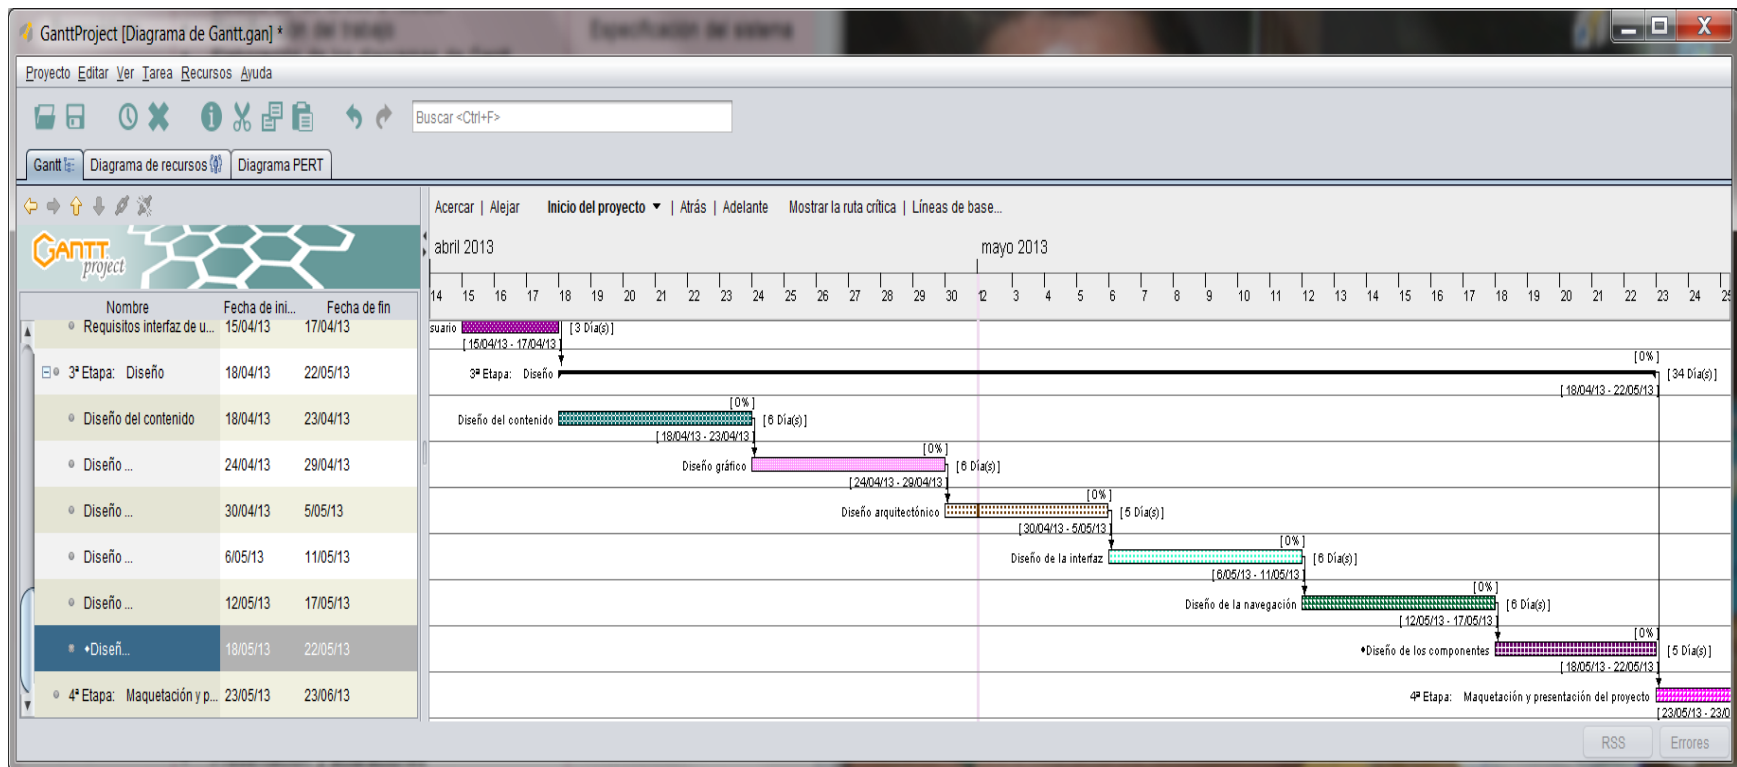 GanttProject [Diagrama de Gantt.gan] *
Especificación del sistema
Proyecto Editar Ver Tarea Recursos Ayuda
Buscar <Ctrl+F>
Gantt Diagrama de recursos Diagrama PERT
Acercar | Alejar Inicio del proyecto | Atrás | Adelante Mostrar la ruta crítica | Líneas de base...
GANTT project
abril 2013 mayo 2013
14 15 16 17 18 19 20 21 22 23 24 25 26 27 28 29 30 2 3 4 5 6 7 8 9 10 11 12 13 14 15 16 17 18 19 20 21 22 23 24 25
Nombre Fecha de ini... Fecha de fin
Requisitos interfaz de u... 15/04/13 17/04/13
suario [3 Día(s)]
[15/04/13 - 17/04/13]
3ª Etapa: Diseño 18/04/13 22/05/13
[0%]
3ª Etapa: Diseño [34 Día(s)]
[18/04/13 - 22/05/13]
Diseño del contenido 18/04/13 23/04/13
[0%]
Diseño del contenido [6 Día(s)]
[18/04/13 - 23/04/13]
Diseño ... 24/04/13 29/04/13
[0%]
Diseño gráfico [6 Día(s)]
[24/04/13 - 29/04/13]
Diseño ... 30/04/13 5/05/13
[0%]
Diseño arquitectónico [5 Día(s)]
[30/04/13 - 5/05/13]
Diseño ... 6/05/13 11/05/13
[0%]
Diseño de la interfaz [6 Día(s)]
[6/05/13 - 11/05/13]
Diseño ... 12/05/13 17/05/13
[0%]
Diseño de la navegación [6 Día(s)]
[12/05/13 - 17/05/13]
♦Diseñ... 18/05/13 22/05/13
[0%]
♦Diseño de los componentes [5 Día(s)]
[18/05/13 - 22/05/13]
4ª Etapa: Maquetación y p... 23/05/13 23/06/13
4ª Etapa: Maquetación y presentación del proyecto
[23/05/13 - 23/0
RSS Errores